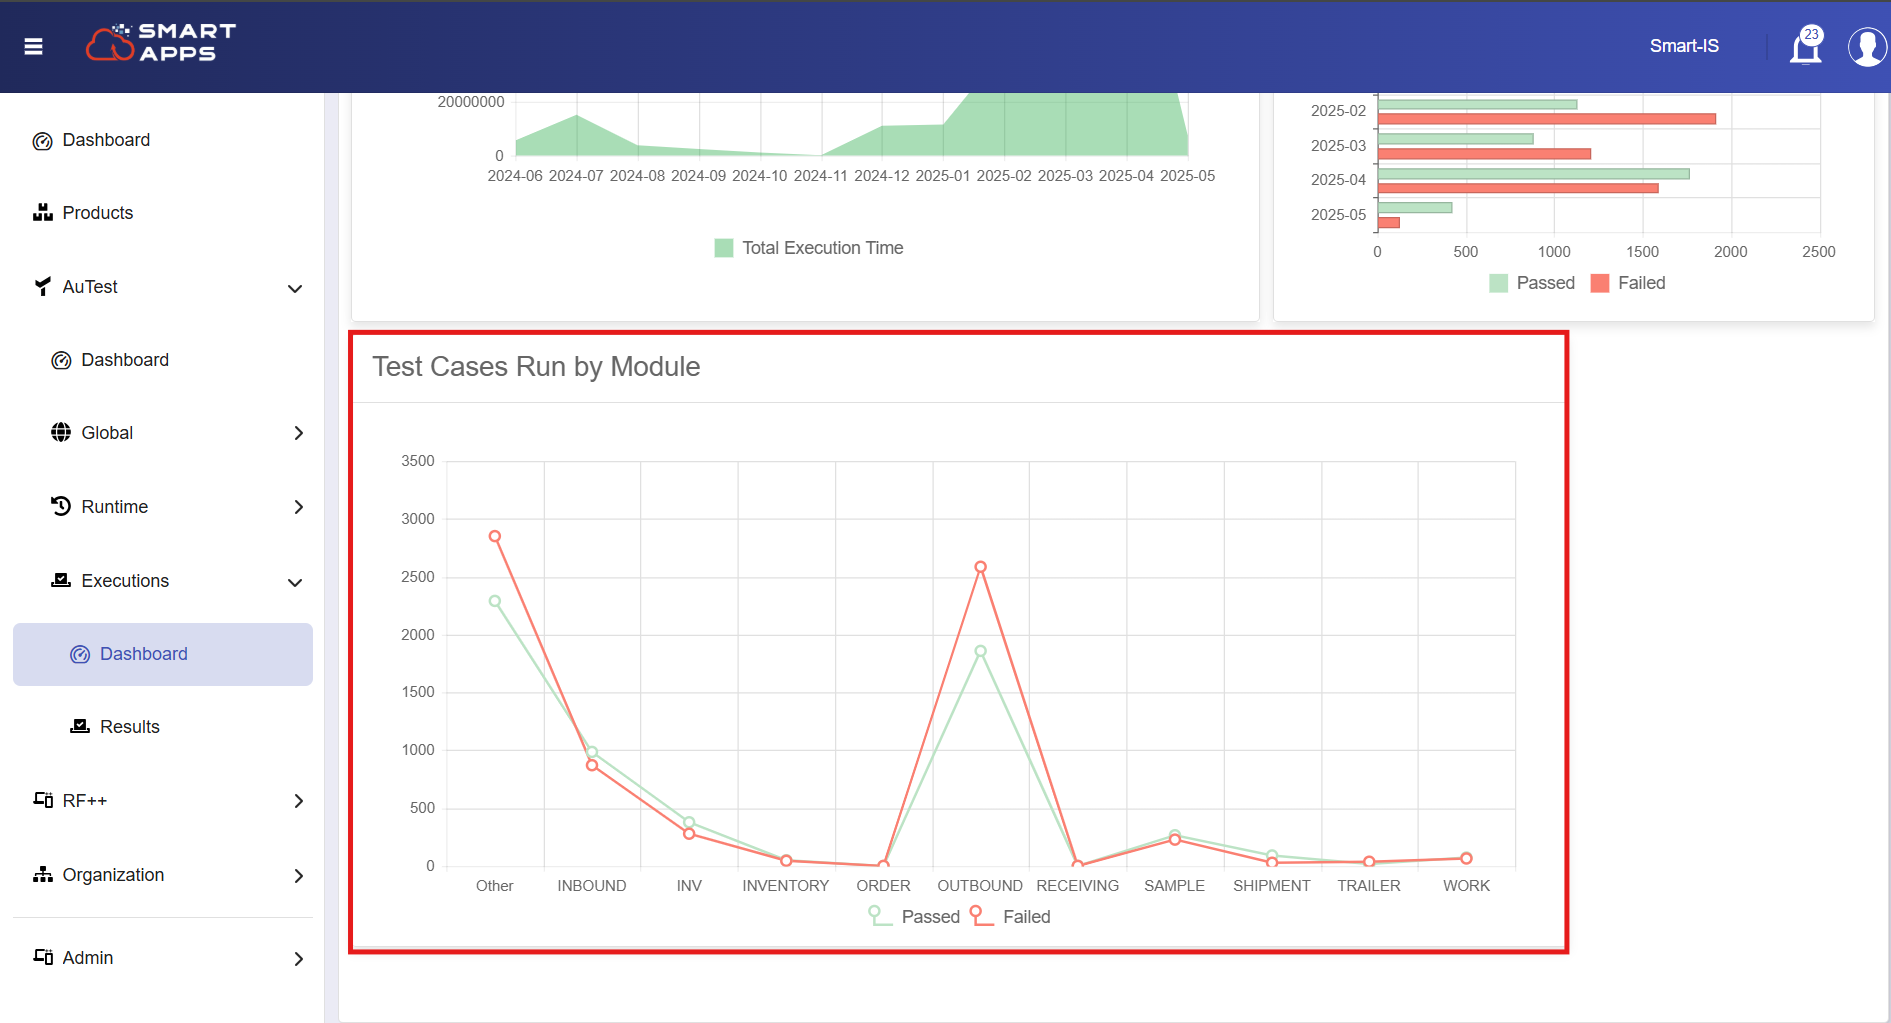 SMART
APPS
Smart-IS
23
Dashboard
Products
AuTest
Dashboard
Global
Runtime
Executions
Dashboard
Results
RF++
Organization
Admin
20000000
0
2024-06 2024-07 2024-08 2024-09 2024-10 2024-11 2024-12 2025-01 2025-02 2025-03 2025-04 2025-05
Total Execution Time
2025-02
2025-03
2025-04
2025-05
0 500 1000 1500 2000 2500
Passed Failed
Test Cases Run by Module
3500
3000
2500
2000
1500
1000
500
0
Other INBOUND INV INVENTORY ORDER OUTBOUND RECEIVING SAMPLE SHIPMENT TRAILER WORK
Passed Failed